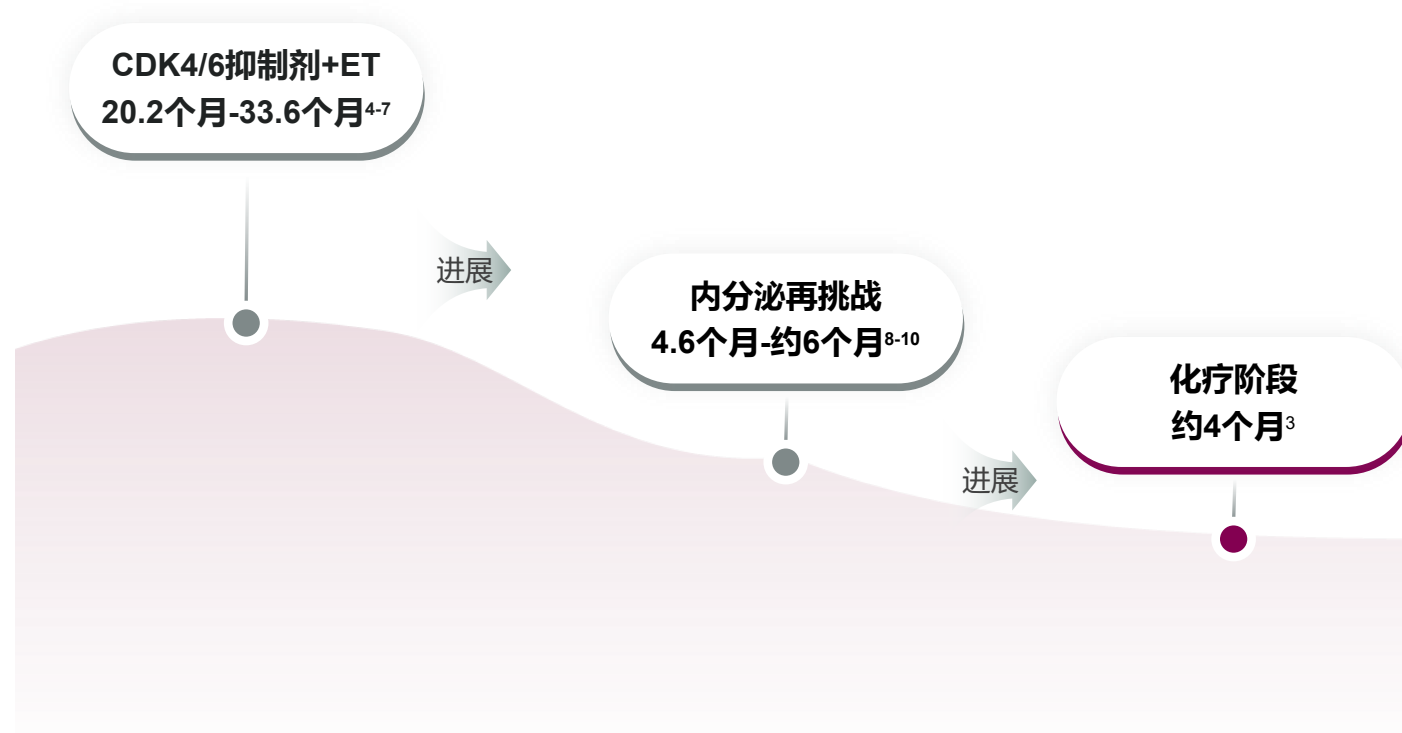 CDK4/6抑制剂+ET
20.2个月-33.6个月4-7
进展
内分泌再挑战
4.6个月-约6个月8-10
进展
化疗阶段
约4个月3